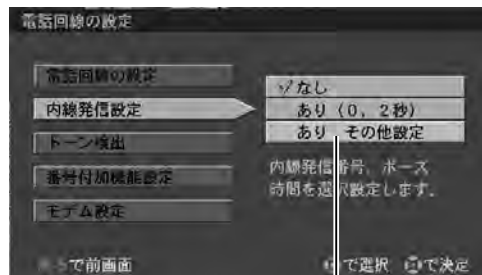 電話回線の設定
電話回線の設定
内線発信設定
トーン検出
番号付加機能設定
モデム設定
なし
あり（0，2秒）
あり その他設定
内線発信番号、ポーズ
時間を選択設定します。
で前画面
で選択 で決定